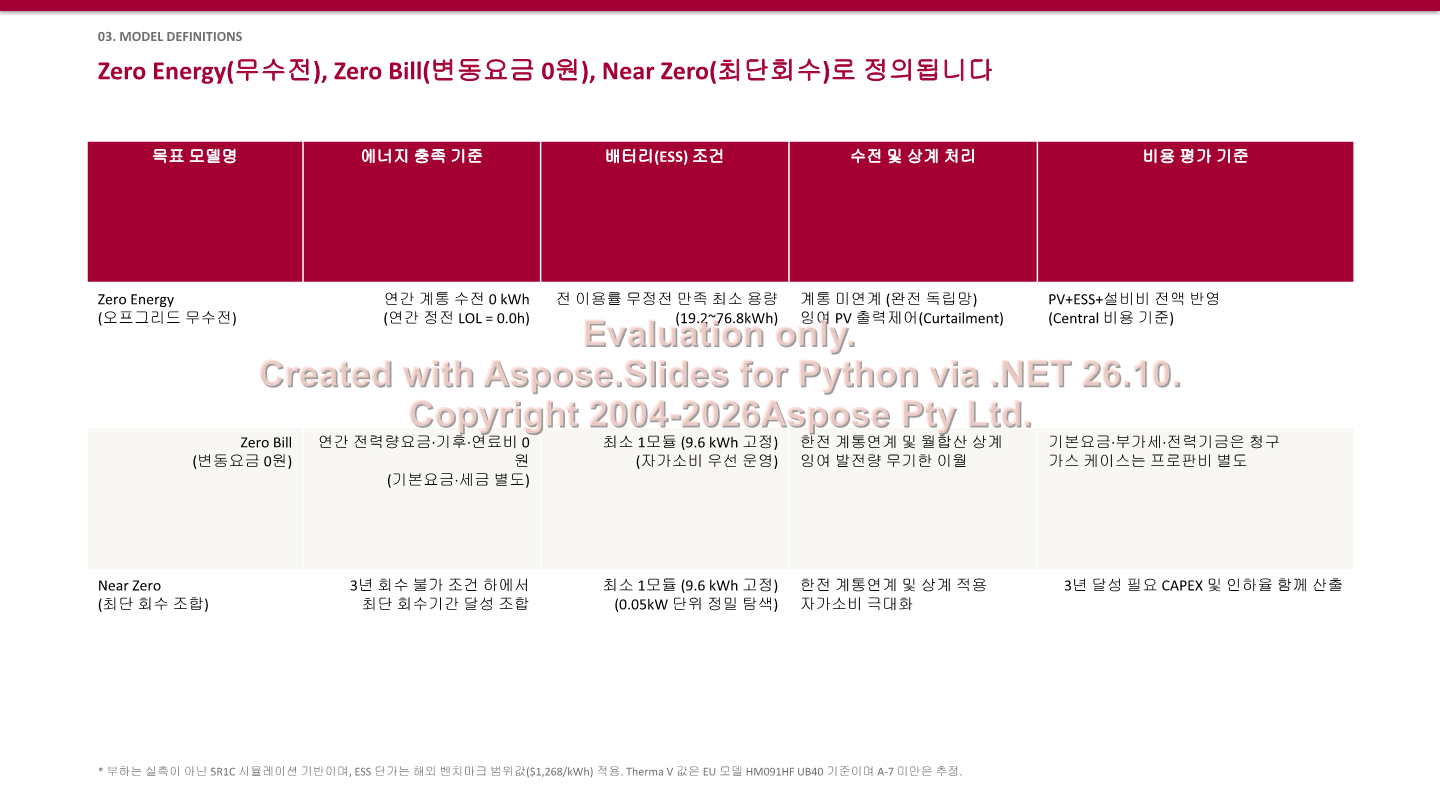 03. MODEL DEFINITIONS
Zero Energy(무수전), Zero Bill(변동요금 0원), Near Zero(최단회수)로 정의됩니다
목표 모델명
에너지 충족 기준
배터리(ESS) 조건
수전 및 상계 처리
비용 평가 기준
Zero Energy
(오프그리드 무수전)
연간 계통 수전 0 kWh
(연간 정전 LOL = 0.0h)
전 이용률 무정전 만족 최소 용량
(19.2~76.8kWh)
계통 미연계 (완전 독립망)
잉여 PV 출력제어(Curtailment)
PV+ESS+설비비 전액 반영
(Central 비용 기준)
Evaluation only.
Created with Aspose.Slides for Python via .NET 26.10.
Copyright 2004-2026Aspose Pty Ltd.
Zero Bill
(변동요금 0원)
연간 전력량요금·기후·연료비 0
원
(기본요금·세금 별도)
최소 1모듈 (9.6 kWh 고정)
(자가소비 우선 운영)
한전 계통연계 및 월합산 상계
잉여 발전량 무기한 이월
기본요금·부가세·전력기금은 청구
가스 케이스는 프로판비 별도
Near Zero
(최단 회수 조합)
3년 회수 불가 조건 하에서
최단 회수기간 달성 조합
최소 1모듈 (9.6 kWh 고정)
(0.05kW 단위 정밀 탐색)
한전 계통연계 및 상계 적용
자가소비 극대화
3년 달성 필요 CAPEX 및 인하율 함께 산출
* 부하는 실측이 아닌 5R1C 시뮬레이션 기반이며, ESS 단가는 해외 벤치마크 범위값($1,268/kWh) 적용. Therma V 값은 EU 모델 HM091HF UB40 기준이며 A-7 미만은 추정.